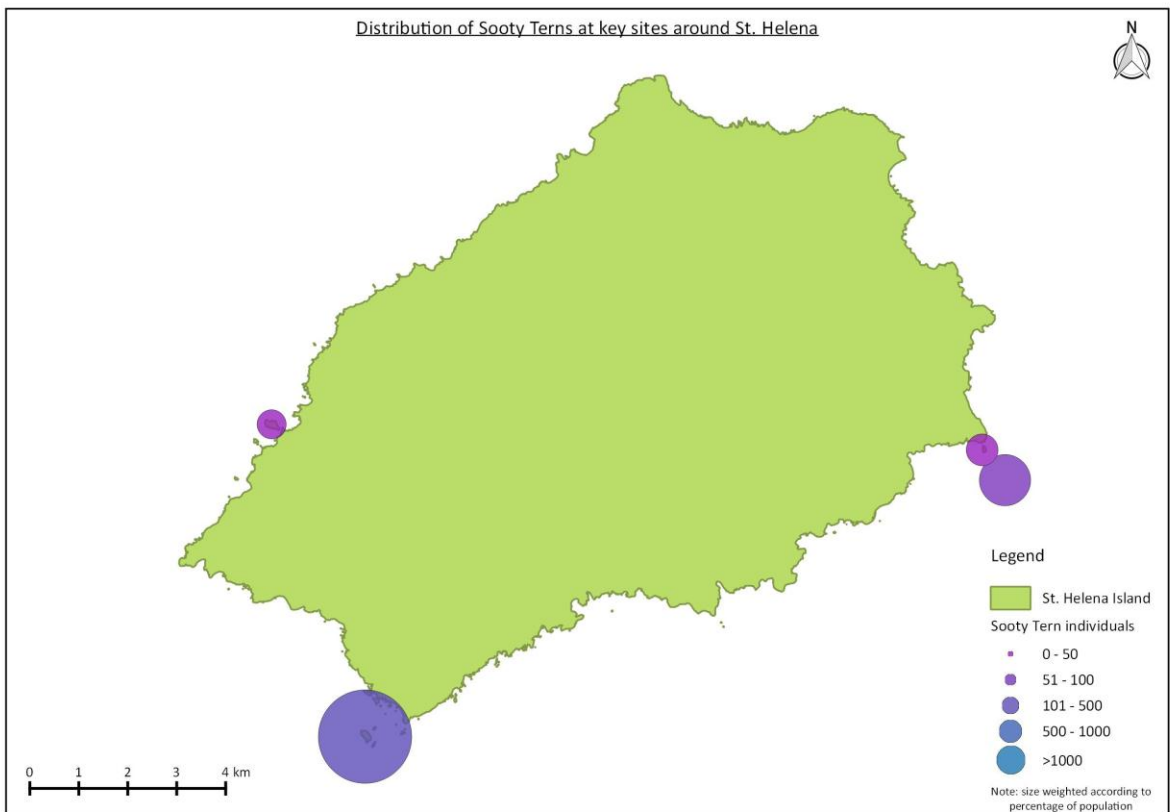 Distribution of Sooty Terns at key sites around St. Helena
N
Legend
St. Helena Island
Sooty Tern individuals
0 - 50
51 - 100
101 - 500
500 - 1000
>1000
0 1 2 3 4 km
Note: size weighted according to
percentage of population